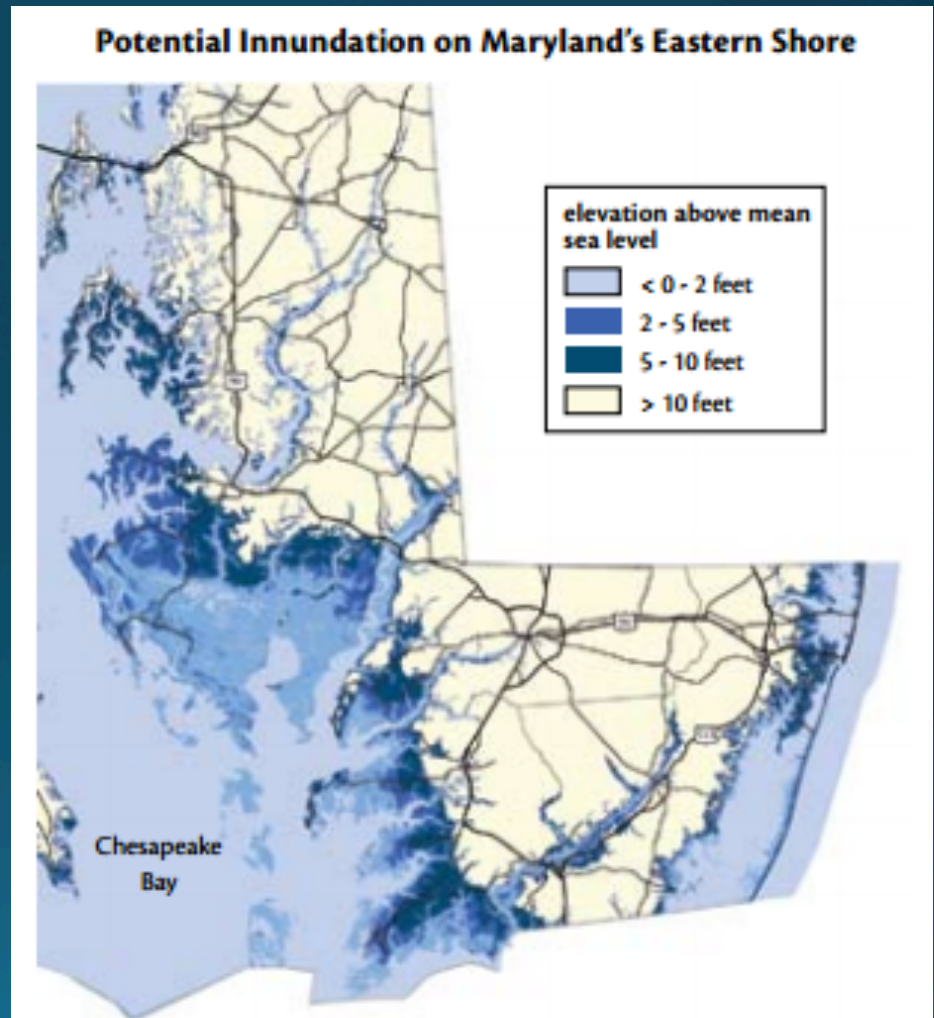 Potential Innundation on Maryland's Eastern Shore
elevation above mean
sea level
< 0 - 2 feet
2 - 5 feet
5 - 10 feet
> 10 feet
Chesapeake
Bay